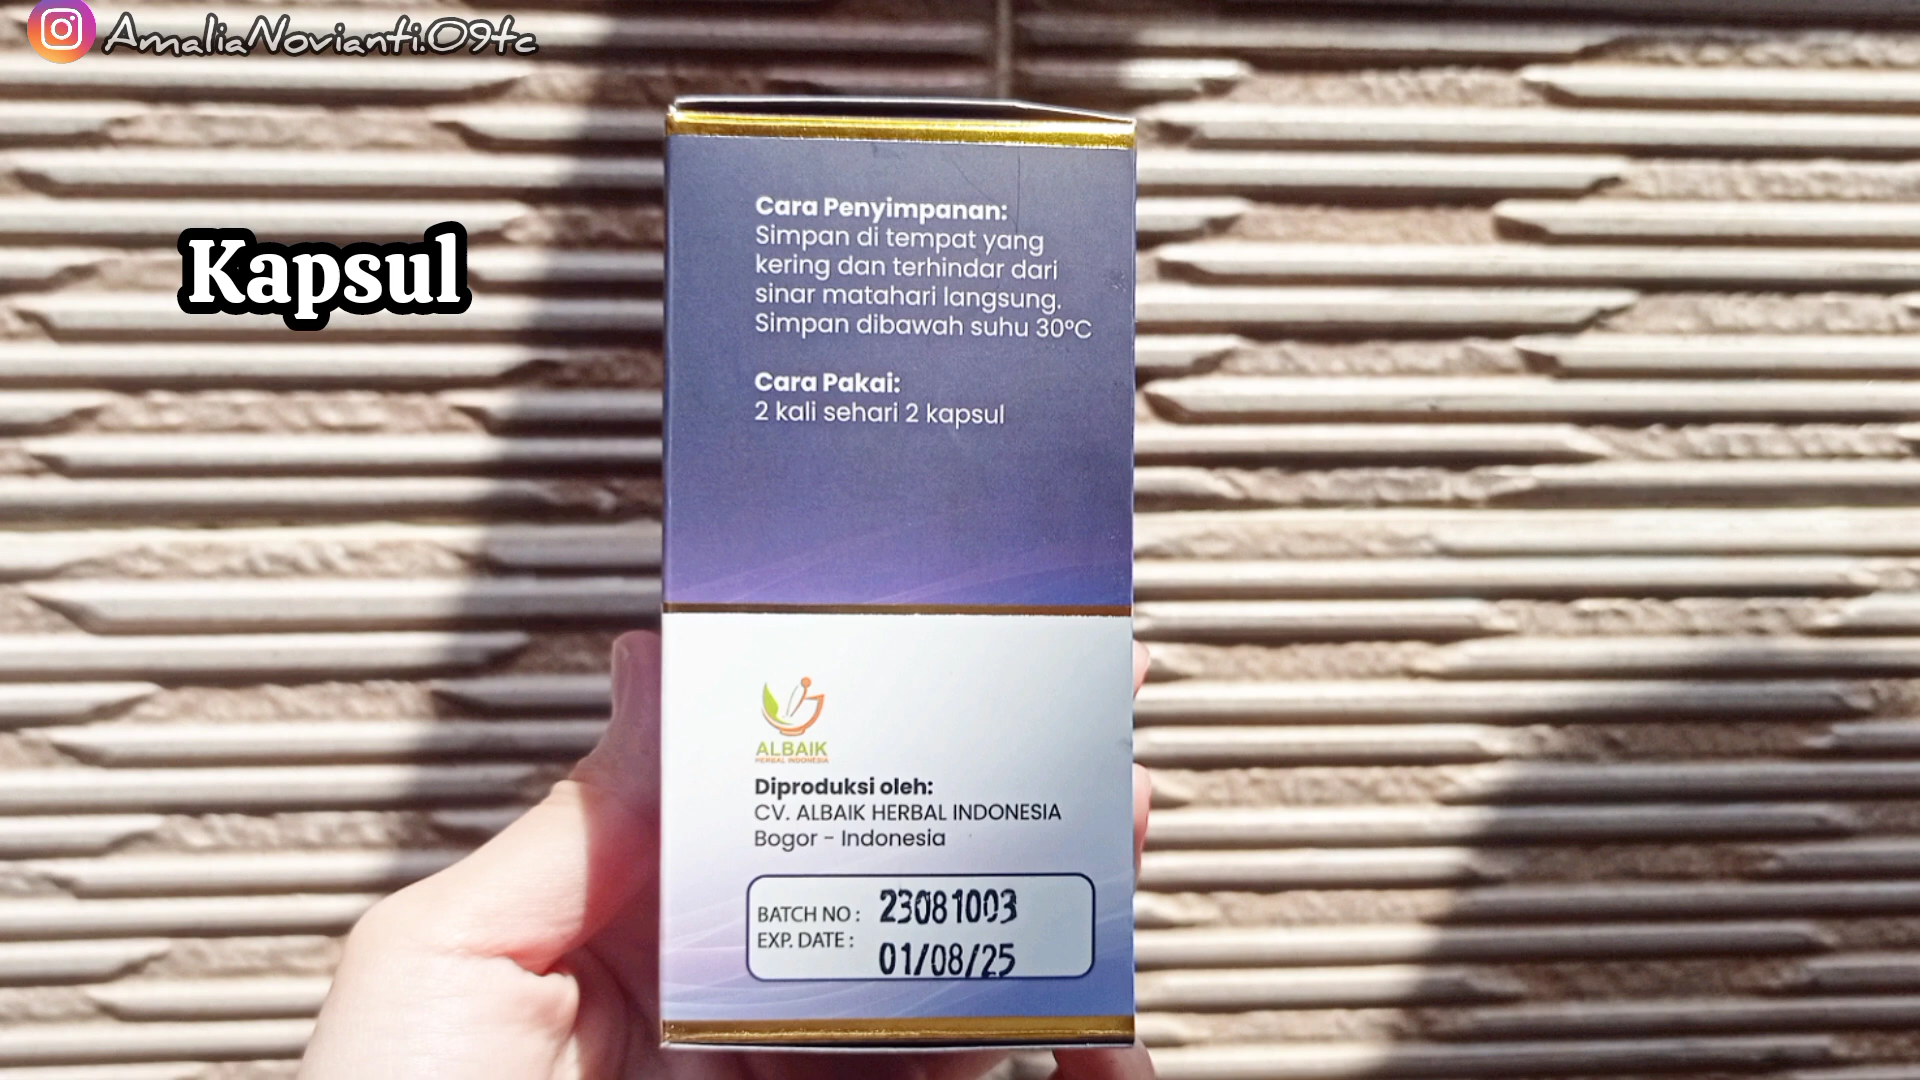 AmaliaNovianti.09tc
Kapsul
Cara Penyimpanan:
Simpan di tempat yang
kering dan terhindar dari
sinar matahari langsung.
Simpan dibawah suhu 30°C
Cara Pakai:
2 kali sehari 2 kapsul
ALBAIK
HERBAL INDONESIA
Diproduksi oleh:
CV. ALBAIK HERBAL INDONESIA
Bogor - Indonesia
BATCH NO : 23081003
EXP. DATE : 01/08/25